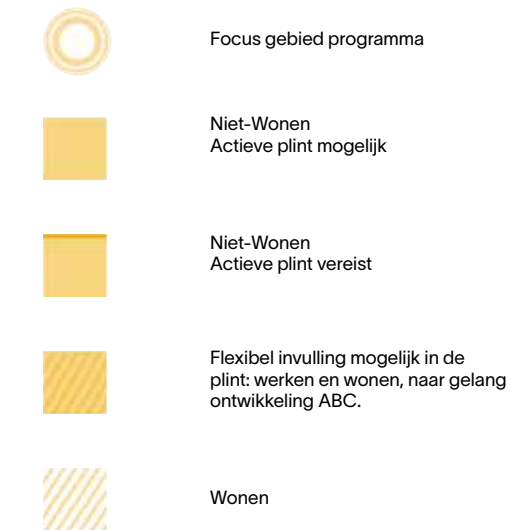 Focus gebied programma
Niet-Wonen
Actieve plint mogelijk
Niet-Wonen
Actieve plint vereist
Flexibel invulling mogelijk in de
plint: werken en wonen, naar gelang
ontwikkeling ABC.
Wonen